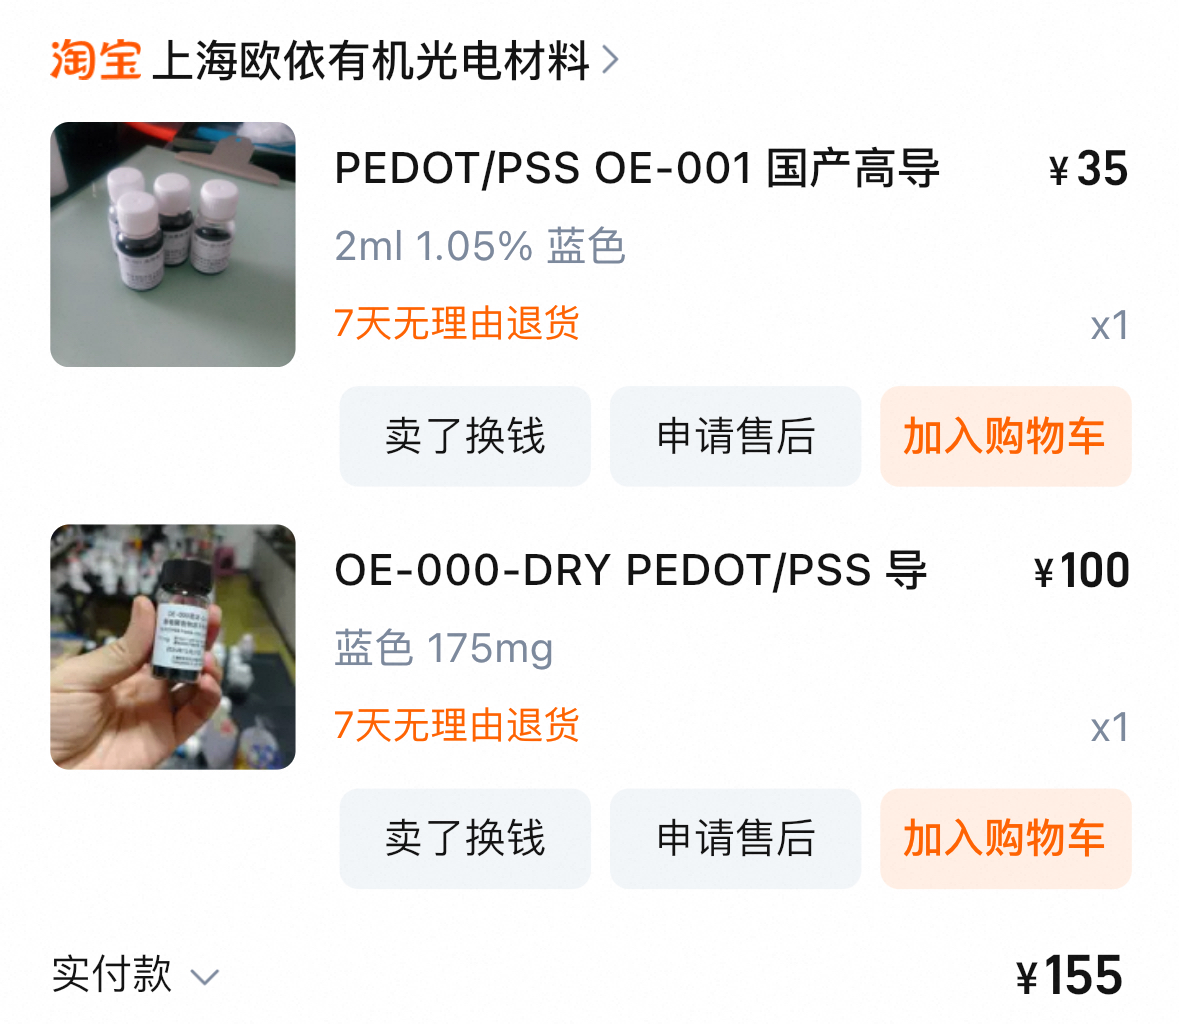 淘宝 上海欧依有机光电材料
PEDOT/PSS OE-001 国产高导 ¥35
2ml 1.05% 蓝色
7天无理由退货 x1
卖了换钱 申请售后 加入购物车
OE-000-DRY PEDOT/PSS 导 ¥100
蓝色 175mg
7天无理由退货 x1
卖了换钱 申请售后 加入购物车
实付款 ¥155